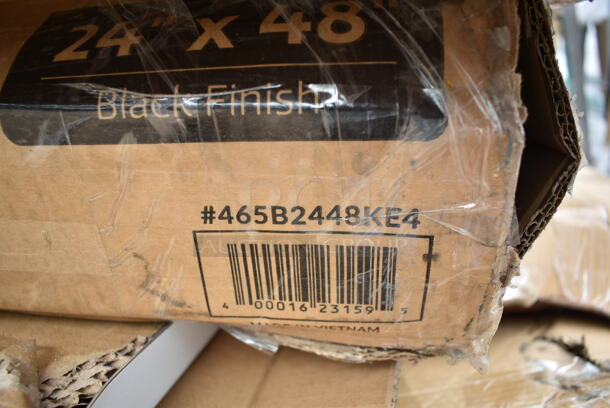 24" x 48"
Black Finish
#465B2448KE4
4 00016 23159 5
MADE IN VIETNAM